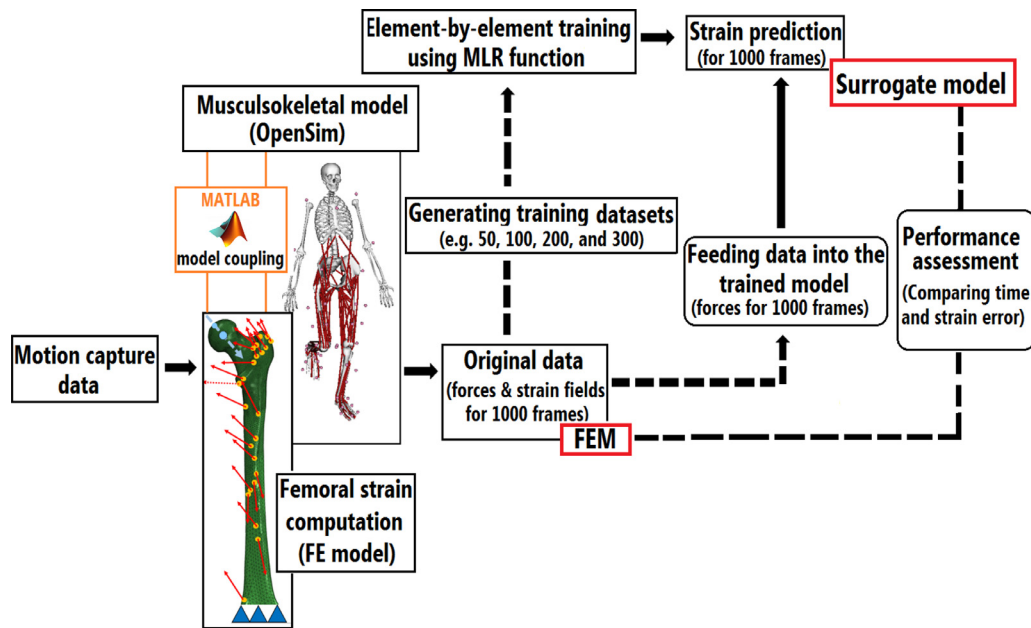 Element-by-element training
using MLR function
Strain prediction
(for 1000 frames)
Surrogate model
Musculsokeletal model
(OpenSim)
MATLAB
model coupling
Generating training datasets
(e.g. 50, 100, 200, and 300)
Feeding data into the
trained model
(forces for 1000 frames)
Performance
assessment
(Comparing time
and strain error)
Motion capture
data
Original data
(forces & strain fields
for 1000 frames)
FEM
Femoral strain
computation
(FE model)